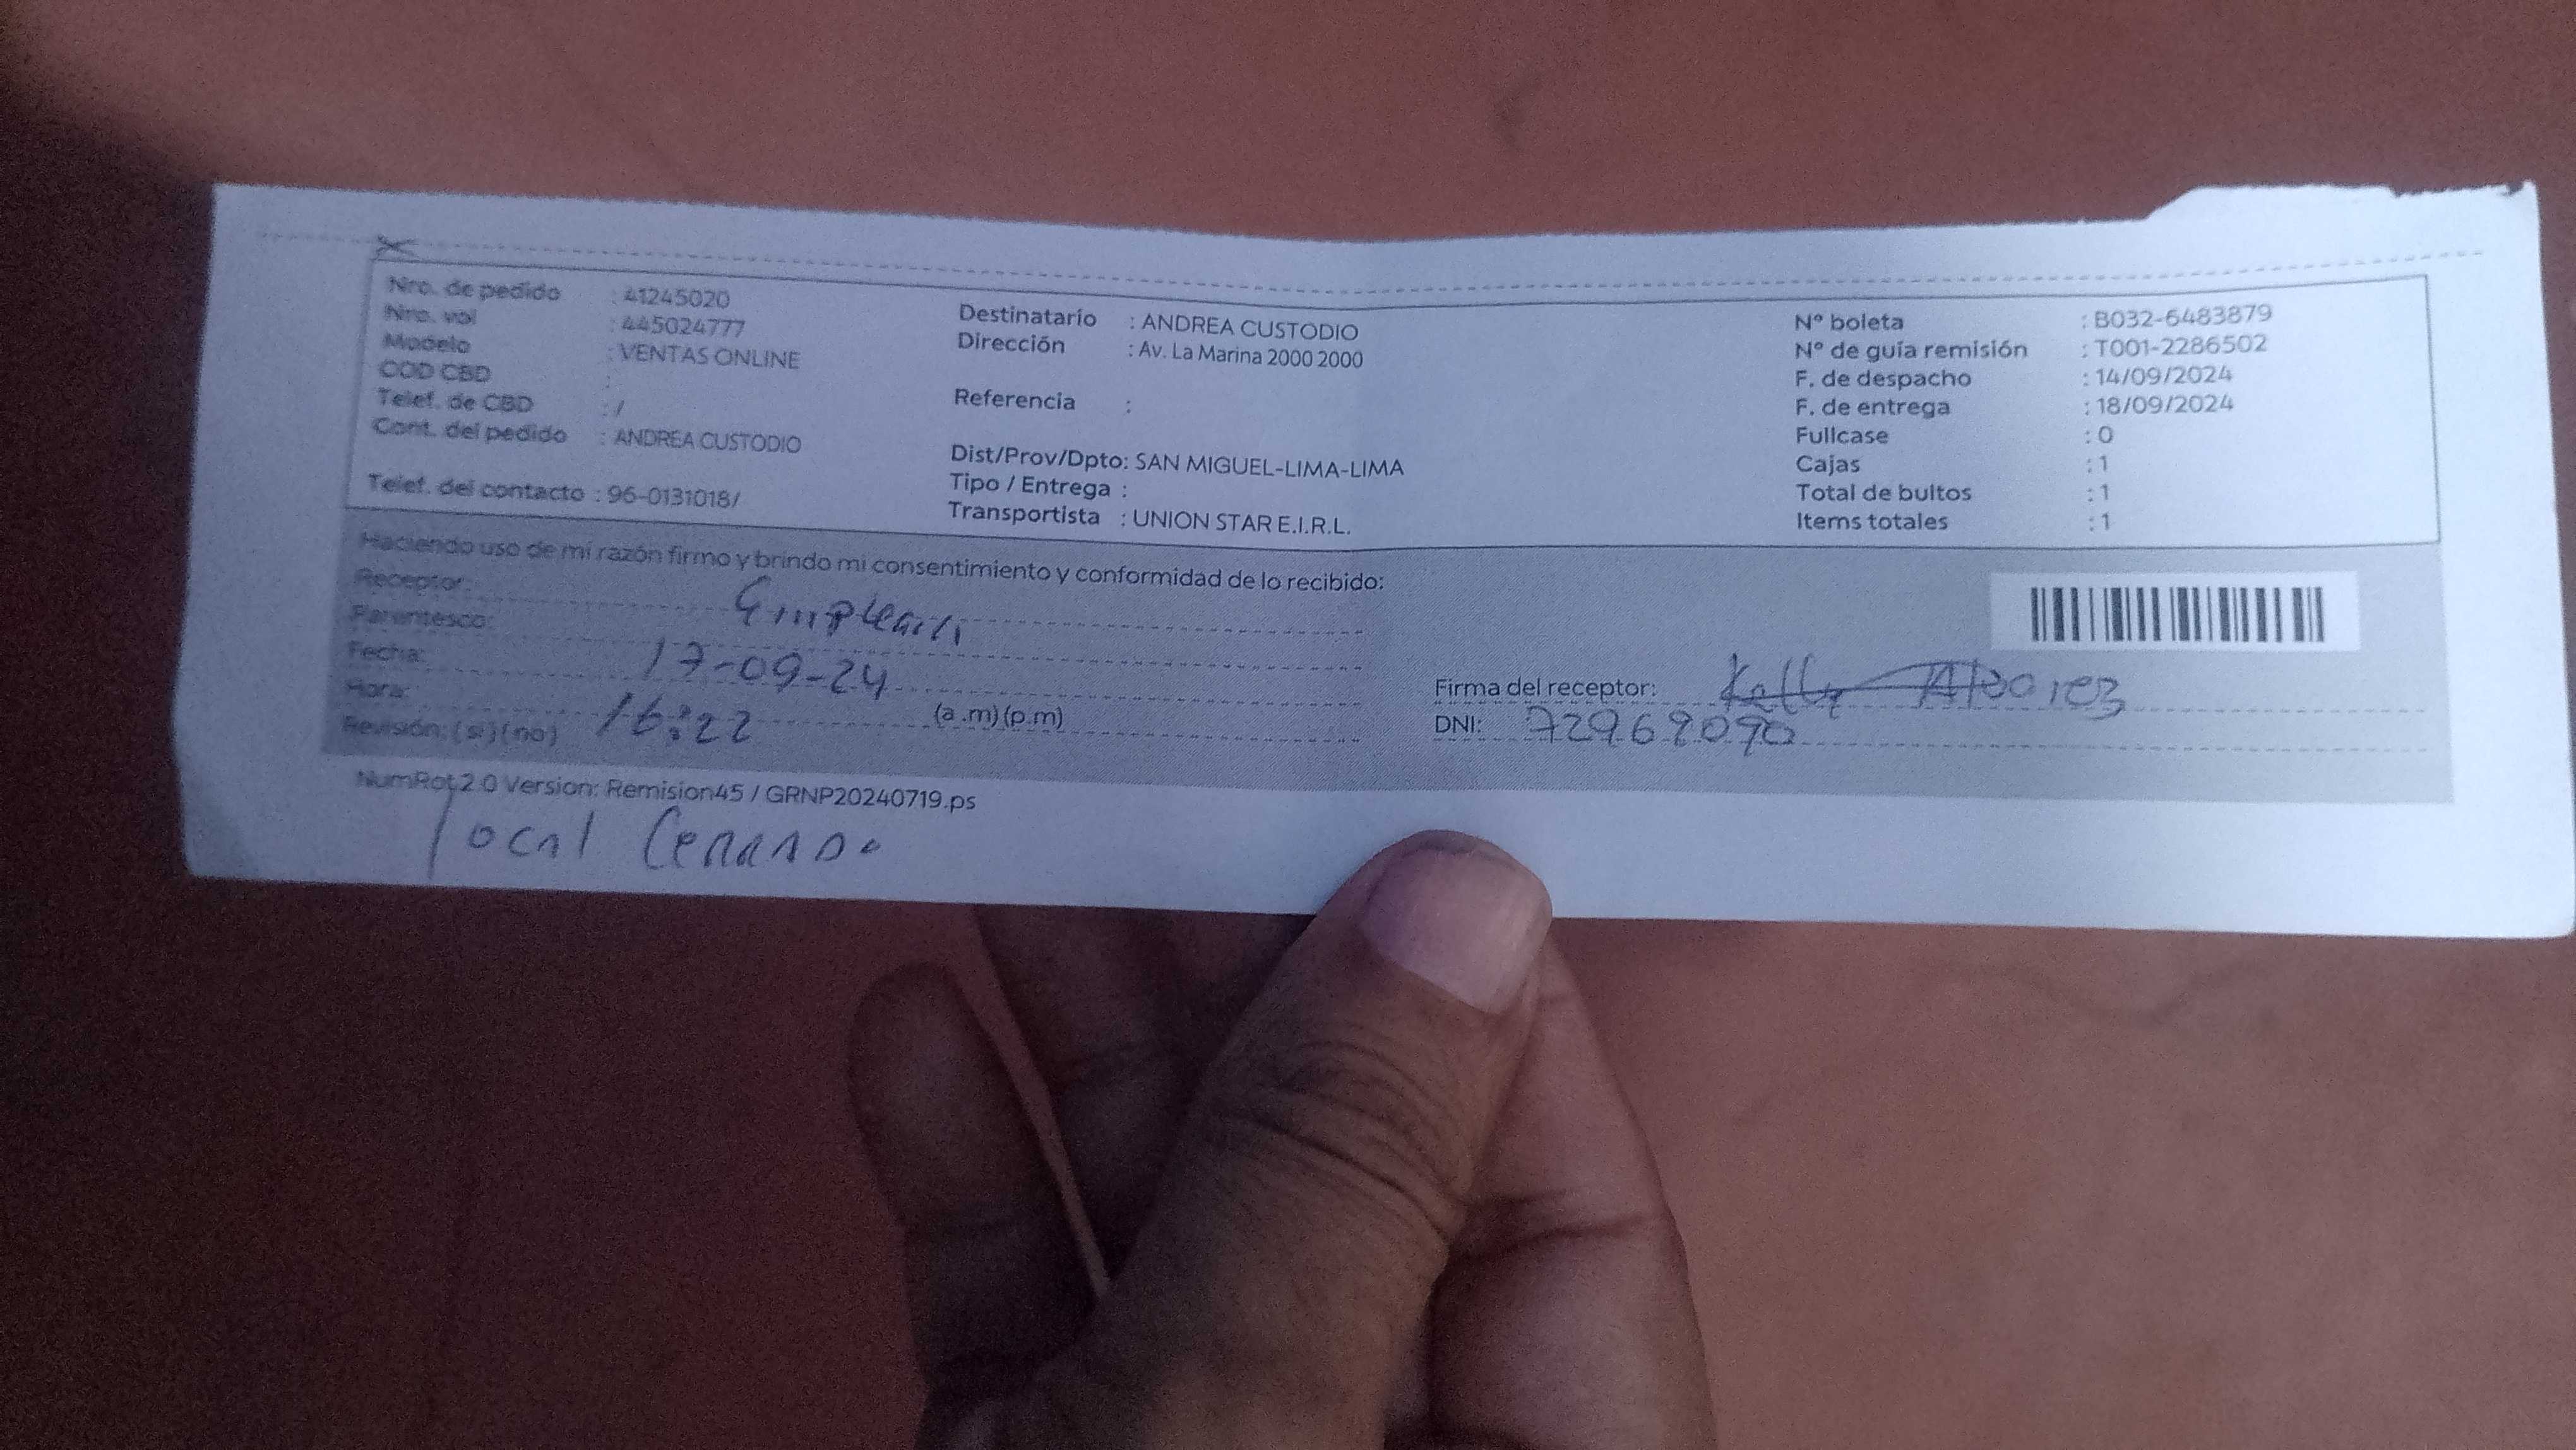 Nro. de pedido : 41245020
Nro. vol : 445024777
Modelo : VENTAS ONLINE
COD CBD :
Telef. de CBD : /
Cont. del pedido : ANDREA CUSTODIO
Telef. del contacto : 96-0131018/
Destinatario : ANDREA CUSTODIO
Dirección : Av. La Marina 2000 2000
Referencia :
Dist/Prov/Dpto: SAN MIGUEL-LIMA-LIMA
Tipo / Entrega :
Transportista : UNION STAR E.I.R.L.
N° boleta : B032-6483879
N° de guía remisión : T001-2286502
F. de despacho : 14/09/2024
F. de entrega : 18/09/2024
Fullcase : 0
Cajas : 1
Total de bultos : 1
Items totales : 1
Haciendo uso de mi razón firmo y brindo mi consentimiento y conformidad de lo recibido:
Receptor:
Parentesco:
Fecha: 17-09-24
Hora: 16:22 (a.m)(p.m)
Revisión: (si) (no)
Firma del receptor: Kelly
DNI: 72969090
NumRot2.0 Version: Remision45 / GRNP20240719.ps
local Cerrado